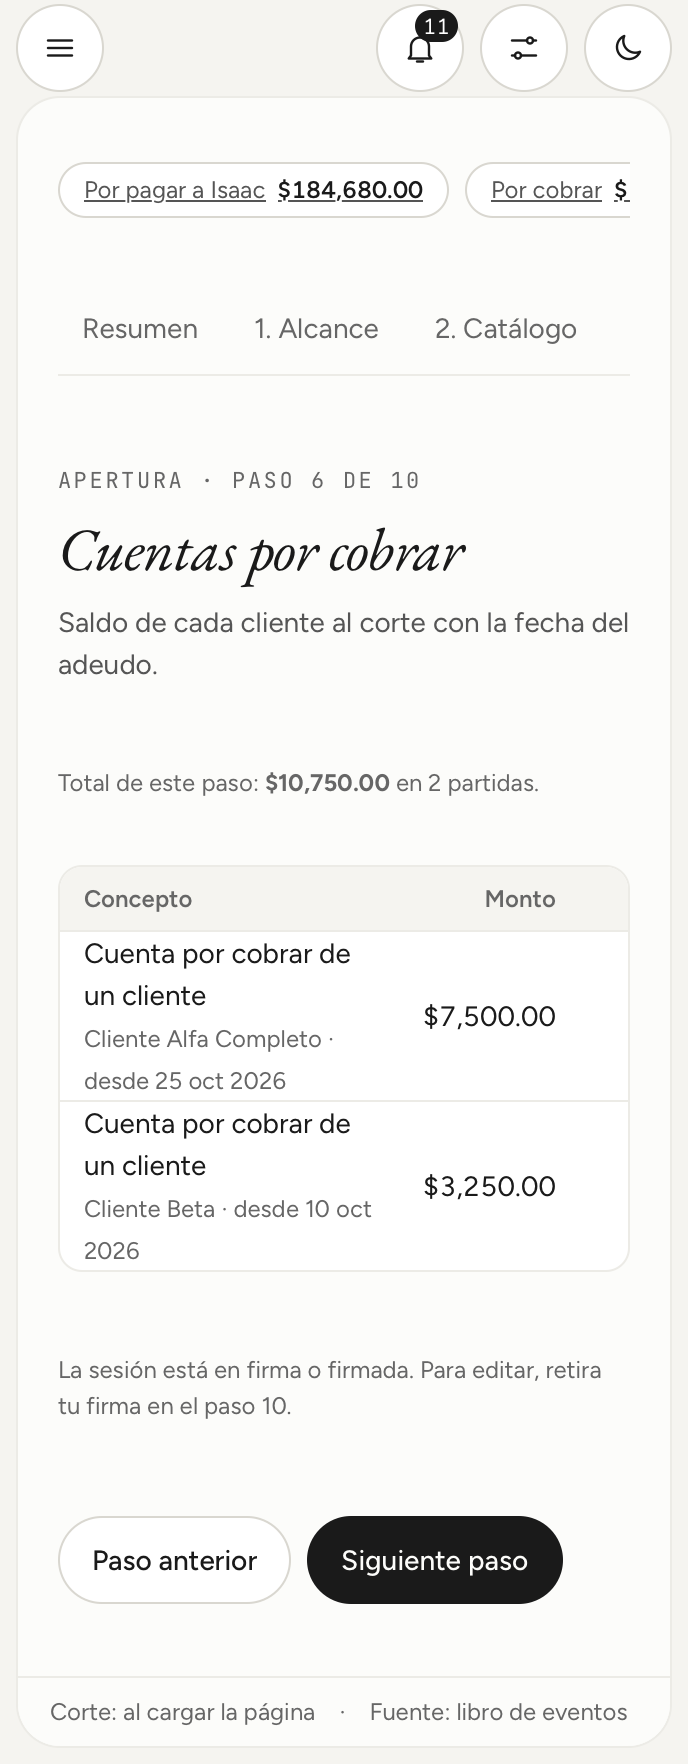 11
Por pagar a Isaac $184,680.00 Por cobrar $
Resumen 1. Alcance 2. Catálogo
APERTURA · PASO 6 DE 10
Cuentas por cobrar
Saldo de cada cliente al corte con la fecha del
adeudo.
Total de este paso: $10,750.00 en 2 partidas.
Concepto Monto
Cuenta por cobrar de
un cliente
Cliente Alfa Completo ·
desde 25 oct 2026
$7,500.00
Cuenta por cobrar de
un cliente
Cliente Beta · desde 10 oct
2026
$3,250.00
La sesión está en firma o firmada. Para editar, retira
tu firma en el paso 10.
Paso anterior Siguiente paso
Corte: al cargar la página · Fuente: libro de eventos